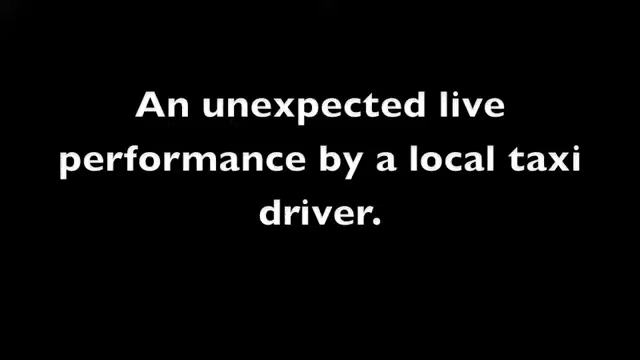 An unexpected live
performance by a local taxi
driver.